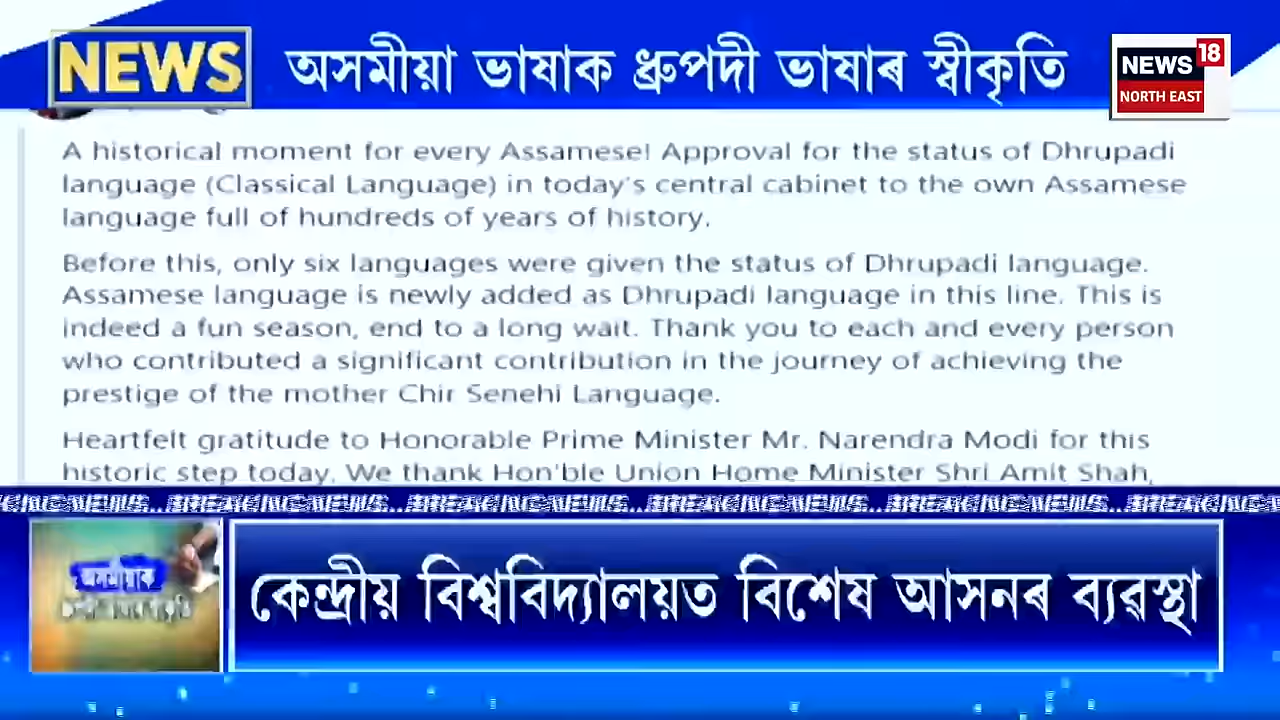 NEWS
অসমীয়া ভাষাক ধ্ৰুপদী ভাষাৰ স্বীকৃতি
NEWS 18
NORTH EAST
A historical moment for every Assamese! Approval for the status of Dhrupadi
language (Classical Language) in today's central cabinet to the own Assamese
language full of hundreds of years of history.
Before this, only six languages were given the status of Dhrupadi language.
Assamese language is newly added as Dhrupadi language in this line. This is
indeed a fun season, end to a long wait. Thank you to each and every person
who contributed a significant contribution in the journey of achieving the
prestige of the mother Chir Senehi Language.
Heartfelt gratitude to Honorable Prime Minister Mr. Narendra Modi for this
historic step today. We thank Hon'ble Union Home Minister Shri Amit Shah,
BREAKING NEWS... BREAKING NEWS... BREAKING NEWS... BREAKING NEWS... BREAKING NEWS...
কেন্দ্ৰীয় বিশ্ববিদ্যালয়ত বিশেষ আসনৰ ব্যৱস্থা